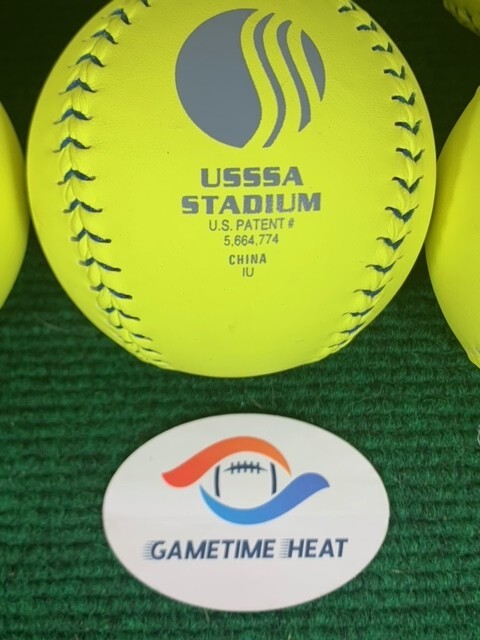 USSSA
STADIUM
U.S. PATENT #
5,664,774
CHINA
IU
GAMETIME HEAT